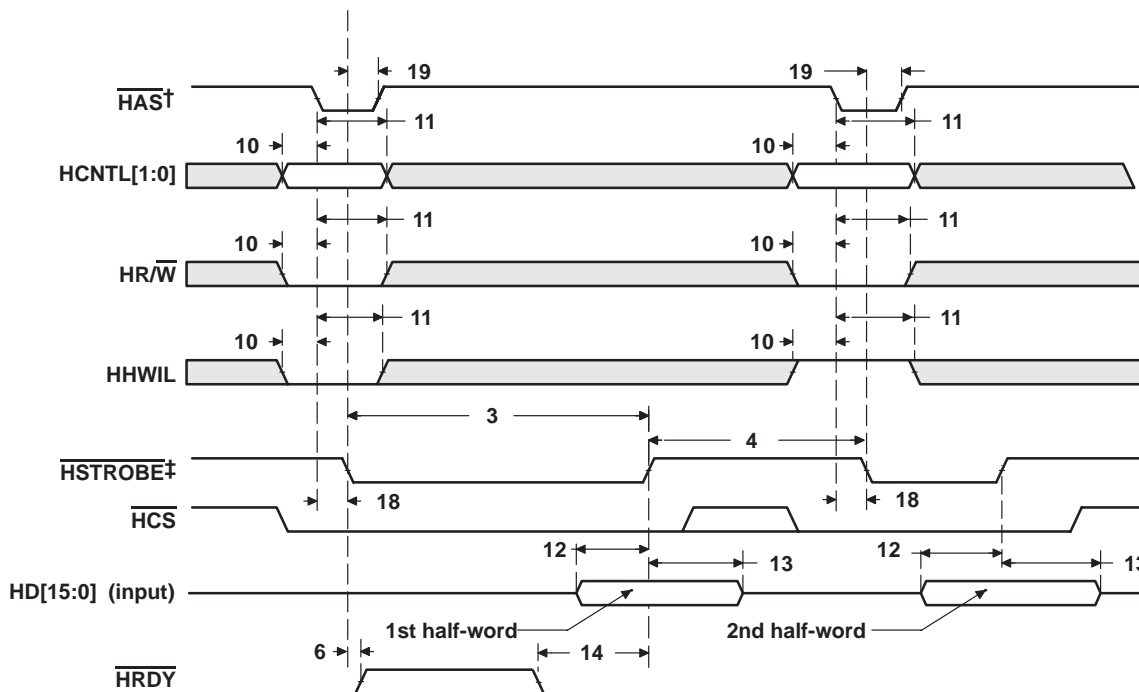 19 19
HAS†
11 11
10 10
HCNTL[1:0]
11 11
10 10
HR/W
11 11
10 10
HHWIL
3
4
HSTROBE‡
18 18
HCS
12 12
13 13
HD[15:0] (input)
1st half-word 2nd half-word
6 14
HRDY